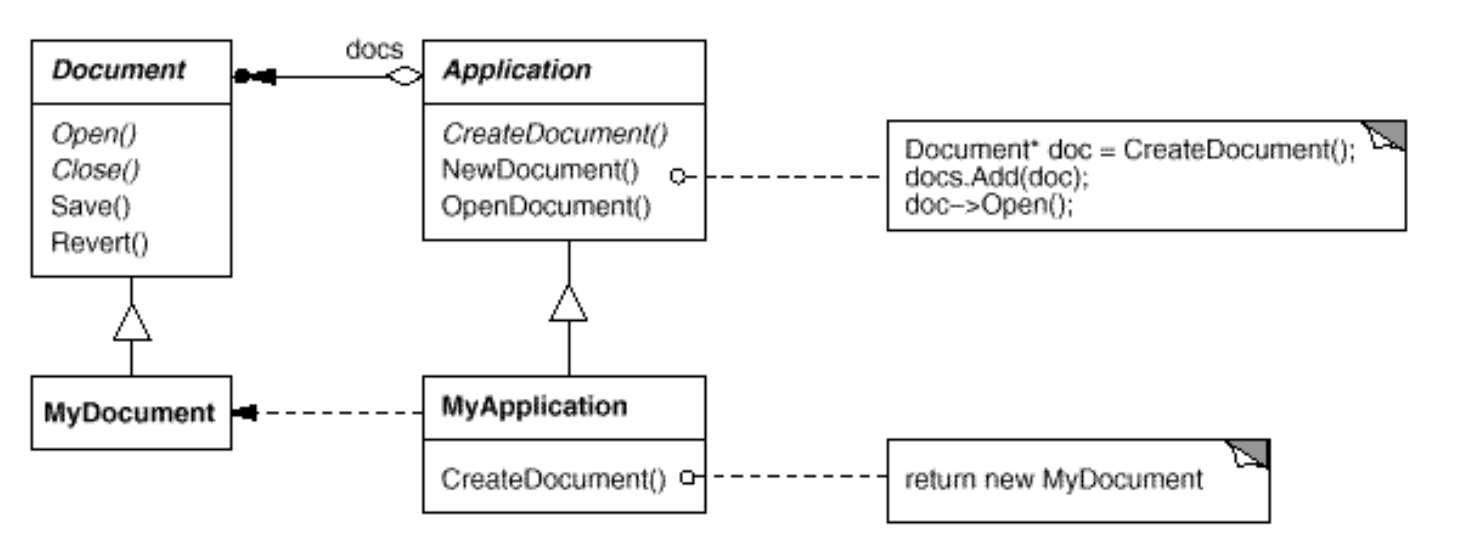 docs
Document
Open()
Close()
Save()
Revert()
Application
CreateDocument()
NewDocument()
OpenDocument()
Document* doc = CreateDocument();
docs.Add(doc);
doc–>Open();
MyDocument
MyApplication
CreateDocument()
return new MyDocument